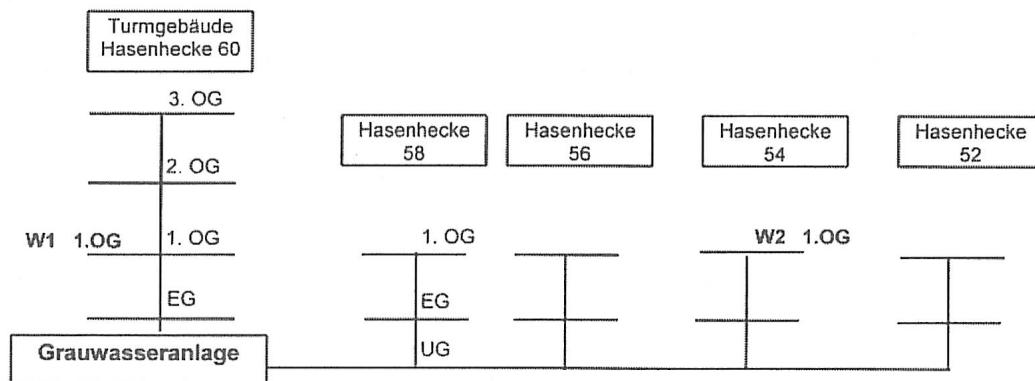 Turmgebäude
Hasenhecke 60
3. OG
Hasenhecke
58
Hasenhecke
56
Hasenhecke
54
Hasenhecke
52
2. OG
W1 1.OG
1. OG
1. OG
W2 1.OG
EG
EG
UG
Grauwasseranlage